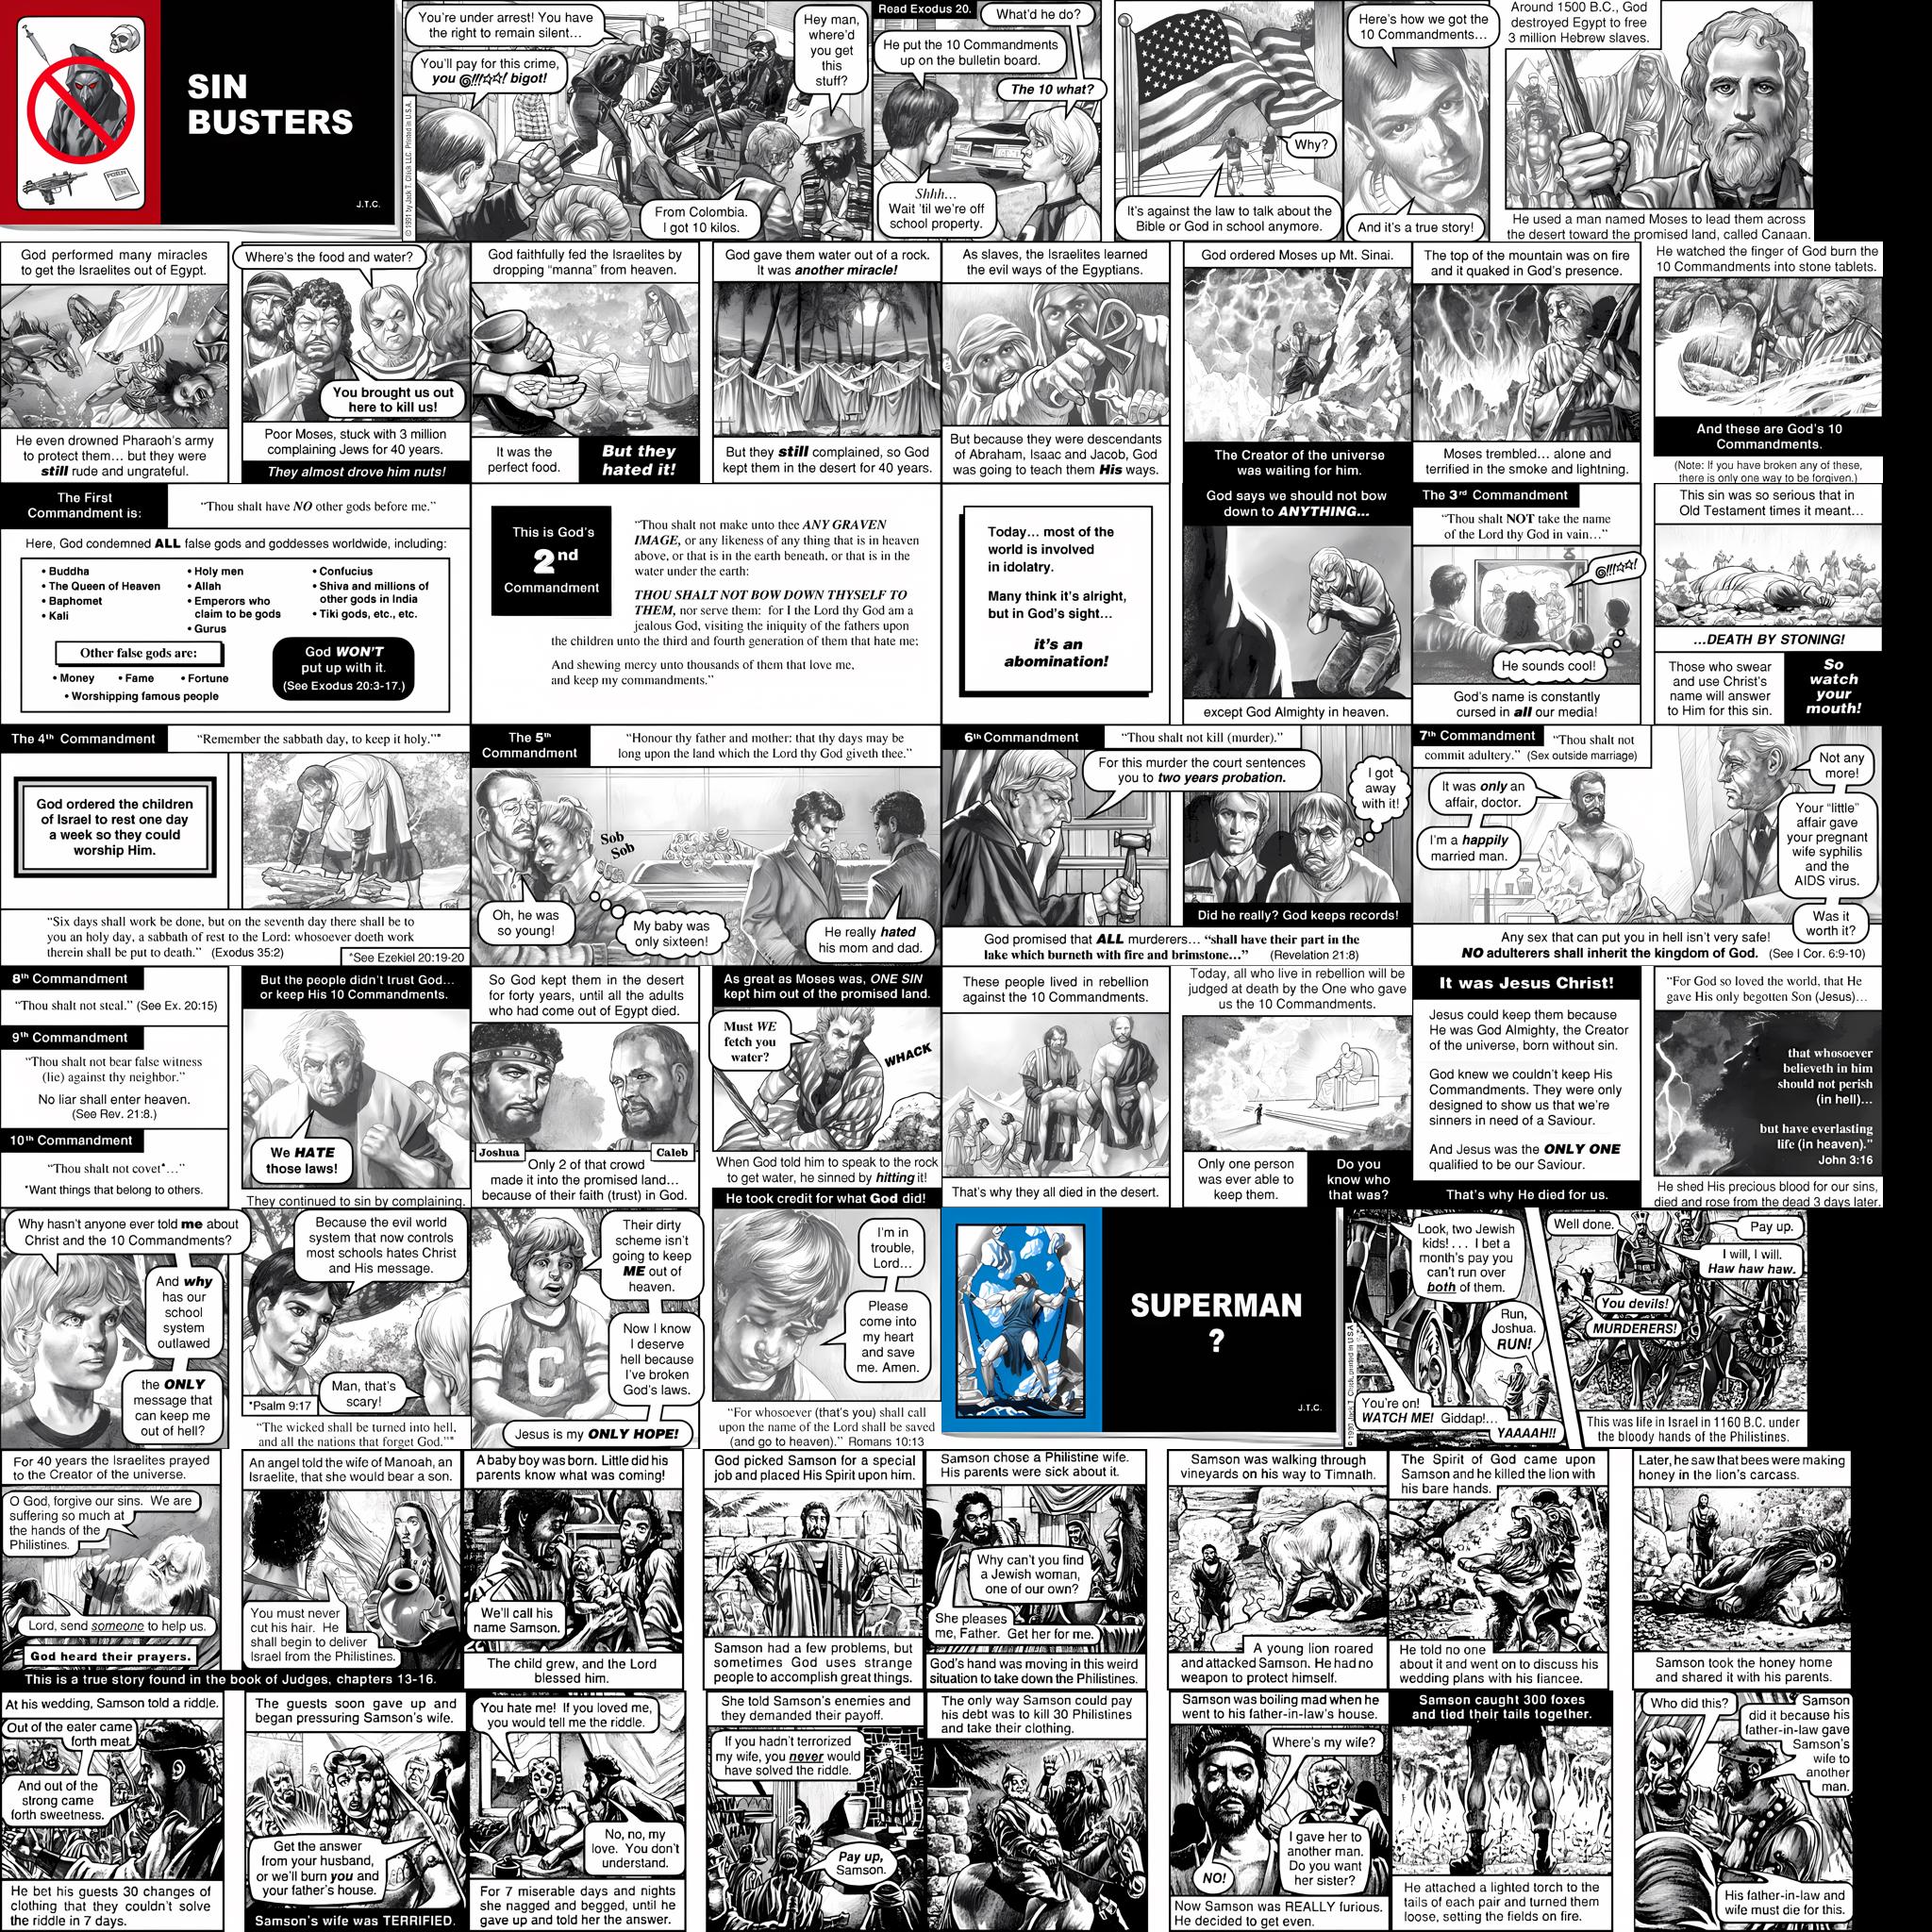 SIN
BUSTERS
J.T.C.
© 1991 by Jack T. Chick LLC. Printed in U.S.A.
You're under arrest! You have
the right to remain silent...
You'll pay for this crime,
you @!!!☆☆! bigot!
Hey man,
where'd
you get
this
stuff?
From Colombia.
I got 10 kilos.
Read Exodus 20.
What'd he do?
He put the 10 Commandments
up on the bulletin board.
The 10 what?
Shhh...
Wait 'til we're off
school property.
Why?
It's against the law to talk about the
Bible or God in school anymore.
Here's how we got the
10 Commandments...
And it's a true story!
Around 1500 B.C., God
destroyed Egypt to free
3 million Hebrew slaves.
He used a man named Moses to lead them across
the desert toward the promised land, called Canaan.
God performed many miracles
to get the Israelites out of Egypt.
He even drowned Pharaoh's army
to protect them... but they were
still rude and ungrateful.
Where's the food and water?
You brought us out
here to kill us!
Poor Moses, stuck with 3 million
complaining Jews for 40 years.
They almost drove him nuts!
God faithfully fed the Israelites by
dropping "manna" from heaven.
It was the
perfect food.
But they
hated it!
God gave them water out of a rock.
It was another miracle!
But they still complained, so God
kept them in the desert for 40 years.
As slaves, the Israelites learned
the evil ways of the Egyptians.
But because they were descendants
of Abraham, Isaac and Jacob, God
was going to teach them His ways.
God ordered Moses up Mt. Sinai.
The Creator of the universe
was waiting for him.
The top of the mountain was on fire
and it quaked in God's presence.
Moses trembled... alone and
terrified in the smoke and lightning.
He watched the finger of God burn the
10 Commandments into stone tablets.
And these are God's 10
Commandments.
(Note: If you have broken any of these,
there is only one way to be forgiven.)
The First
Commandment is:
"Thou shalt have NO other gods before me."
Here, God condemned ALL false gods and goddesses worldwide, including:
• Buddha
• The Queen of Heaven
• Baphomet
• Kali
• Holy men
• Allah
• Emperors who
claim to be gods
• Gurus
• Confucius
• Shiva and millions of
other gods in India
• Tiki gods, etc., etc.
Other false gods are:
• Money • Fame • Fortune
• Worshipping famous people
God WON'T
put up with it.
(See Exodus 20:3-17.)
This is God's
2nd
Commandment
"Thou shalt not make unto thee ANY GRAVEN
IMAGE, or any likeness of any thing that is in heaven
above, or that is in the earth beneath, or that is in the
water under the earth:
THOU SHALT NOT BOW DOWN THYSELF TO
THEM, nor serve them: for I the Lord thy God am a
jealous God, visiting the iniquity of the fathers upon
the children unto the third and fourth generation of them that hate me;
And shewing mercy unto thousands of them that love me,
and keep my commandments."
Today... most of the
world is involved
in idolatry.
Many think it's alright,
but in God's sight...
it's an
abomination!
God says we should not bow
down to ANYTHING...
except God Almighty in heaven.
The 3rd Commandment
"Thou shalt NOT take the name
of the Lord thy God in vain..."
@!!!☆☆!
He sounds cool!
God's name is constantly
cursed in all our media!
This sin was so serious that in
Old Testament times it meant...
...DEATH BY STONING!
Those who swear
and use Christ's
name will answer
to Him for this sin.
So
watch
your
mouth!
The 4th Commandment
"Remember the sabbath day, to keep it holy."*
God ordered the children
of Israel to rest one day
a week so they could
worship Him.
"Six days shall work be done, but on the seventh day there shall be to
you an holy day, a sabbath of rest to the Lord: whosoever doeth work
therein shall be put to death." (Exodus 35:2)
*See Ezekiel 20:19-20
The 5th
Commandment
"Honour thy father and mother: that thy days may be
long upon the land which the Lord thy God giveth thee."
Sob
Sob
Oh, he was
so young!
My baby was
only sixteen!
He really hated
his mom and dad.
6th Commandment
"Thou shalt not kill (murder)."
For this murder the court sentences
you to two years probation.
I got
away
with it!
Did he really? God keeps records!
God promised that ALL murderers... "shall have their part in the
lake which burneth with fire and brimstone..." (Revelation 21:8)
7th Commandment
"Thou shalt not
commit adultery." (Sex outside marriage)
It was only an
affair, doctor.
I'm a happily
married man.
Not any
more!
Your "little"
affair gave
your pregnant
wife syphilis
and the
AIDS virus.
Was it
worth it?
Any sex that can put you in hell isn't very safe!
NO adulterers shall inherit the kingdom of God. (See I Cor. 6:9-10)
8th Commandment
"Thou shalt not steal." (See Ex. 20:15)
9th Commandment
"Thou shalt not bear false witness
(lie) against thy neighbor."
No liar shall enter heaven.
(See Rev. 21:8.)
10th Commandment
"Thou shalt not covet*..."
*Want things that belong to others.
But the people didn't trust God...
or keep His 10 Commandments.
We HATE
those laws!
They continued to sin by complaining.
So God kept them in the desert
for forty years, until all the adults
who had come out of Egypt died.
Joshua
Caleb
Only 2 of that crowd
made it into the promised land...
because of their faith (trust) in God.
As great as Moses was, ONE SIN
kept him out of the promised land.
Must WE
fetch you
water?
WHACK
When God told him to speak to the rock
to get water, he sinned by hitting it!
He took credit for what God did!
These people lived in rebellion
against the 10 Commandments.
That's why they all died in the desert.
Today, all who live in rebellion will be
judged at death by the One who gave
us the 10 Commandments.
Only one person
was ever able to
keep them.
Do you
know who
that was?
It was Jesus Christ!
Jesus could keep them because
He was God Almighty, the Creator
of the universe, born without sin.
God knew we couldn't keep His
Commandments. They were only
designed to show us that we're
sinners in need of a Saviour.
And Jesus was the ONLY ONE
qualified to be our Saviour.
That's why He died for us.
"For God so loved the world, that He
gave His only begotten Son (Jesus)...
that whosoever
believeth in him
should not perish
(in hell)...
but have everlasting
life (in heaven)."
John 3:16
He shed His precious blood for our sins,
died and rose from the dead 3 days later.
Why hasn't anyone ever told me about
Christ and the 10 Commandments?
And why
has our
school
system
outlawed
the ONLY
message that
can keep me
out of hell?
Because the evil world
system that now controls
most schools hates Christ
and His message.
Man, that's
scary!
*Psalm 9:17
"The wicked shall be turned into hell,
and all the nations that forget God."*
Their dirty
scheme isn't
going to keep
ME out of
heaven.
Now I know
I deserve
hell because
I've broken
God's laws.
C
Jesus is my ONLY HOPE!
I'm in
trouble,
Lord...
Please
come into
my heart
and save
me. Amen.
"For whosoever (that's you) shall call
upon the name of the Lord shall be saved
(and go to heaven)." Romans 10:13
SUPERMAN
?
J.T.C.
Look, two Jewish
kids!... I bet a
month's pay you
can't run over
both of them.
Run,
Joshua.
RUN!
You're on!
WATCH ME! Giddap!...
YAAAAH!!
Well done.
Pay up.
I will, I will.
Haw haw haw.
You devils!
MURDERERS!
This was life in Israel in 1160 B.C. under
the bloody hands of the Philistines.
For 40 years the Israelites prayed
to the Creator of the universe.
O God, forgive our sins. We are
suffering so much at
the hands of the
Philistines.
Lord, send someone to help us.
God heard their prayers.
An angel told the wife of Manoah, an
Israelite, that she would bear a son.
You must never
cut his hair. He
shall begin to deliver
Israel from the Philistines.
This is a true story found in the book of Judges, chapters 13-16.
A baby boy was born. Little did his
parents know what was coming!
We'll call his
name Samson.
The child grew, and the Lord
blessed him.
God picked Samson for a special
job and placed His Spirit upon him.
Samson had a few problems, but
sometimes God uses strange
people to accomplish great things.
Samson chose a Philistine wife.
His parents were sick about it.
Why can't you find
a Jewish woman,
one of our own?
She pleases
me, Father. Get her for me.
God's hand was moving in this weird
situation to take down the Philistines.
Samson was walking through
vineyards on his way to Timnath.
A young lion roared
and attacked Samson. He had no
weapon to protect himself.
The Spirit of God came upon
Samson and he killed the lion with
his bare hands.
He told no one
about it and went on to discuss his
wedding plans with his fiancee.
Later, he saw that bees were making
honey in the lion's carcass.
Samson took the honey home
and shared it with his parents.
At his wedding, Samson told a riddle.
Out of the eater came
forth meat.
And out of the
strong came
forth sweetness.
He bet his guests 30 changes of
clothing that they couldn't solve
the riddle in 7 days.
The guests soon gave up and
began pressuring Samson's wife.
Get the answer
from your husband,
or we'll burn you and
your father's house.
Samson's wife was TERRIFIED.
You hate me! If you loved me,
you would tell me the riddle.
No, no, my
love. You don't
understand.
For 7 miserable days and nights
she nagged and begged, until he
gave up and told her the answer.
She told Samson's enemies and
they demanded their payoff.
If you hadn't terrorized
my wife, you never would
have solved the riddle.
Pay up,
Samson.
The only way Samson could pay
his debt was to kill 30 Philistines
and take their clothing.
Samson was boiling mad when he
went to his father-in-law's house.
Where's my wife?
I gave her to
another man.
Do you want
her sister?
NO!
Now Samson was REALLY furious.
He decided to get even.
Samson caught 300 foxes
and tied their tails together.
He attached a lighted torch to the
tails of each pair and turned them
loose, setting the fields on fire.
Who did this?
Samson
did it because his
father-in-law gave
Samson's
wife to
another
man.
His father-in-law and
wife must die for this.